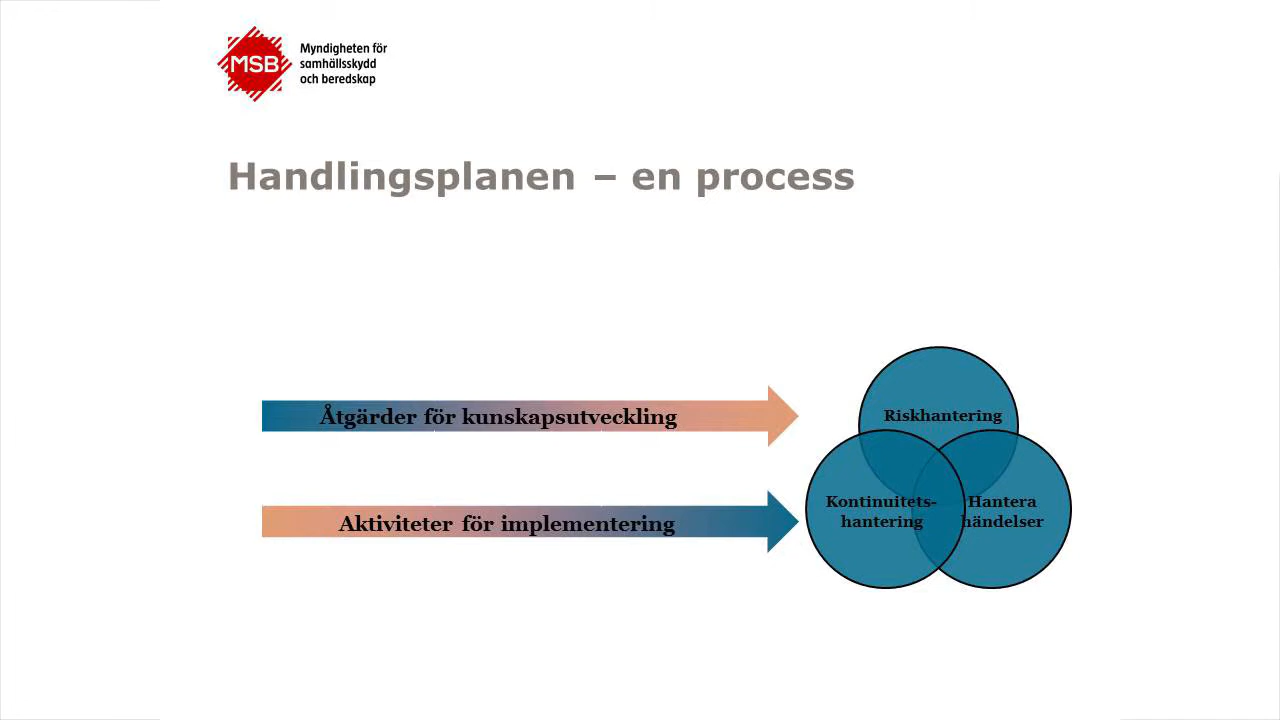 MSB
Myndigheten för
samhällsskydd
och beredskap
Handlingsplanen – en process
Åtgärder för kunskapsutveckling
Aktiviteter för implementering
Riskhantering
Kontinuitets-
hantering
Hantera
händelser